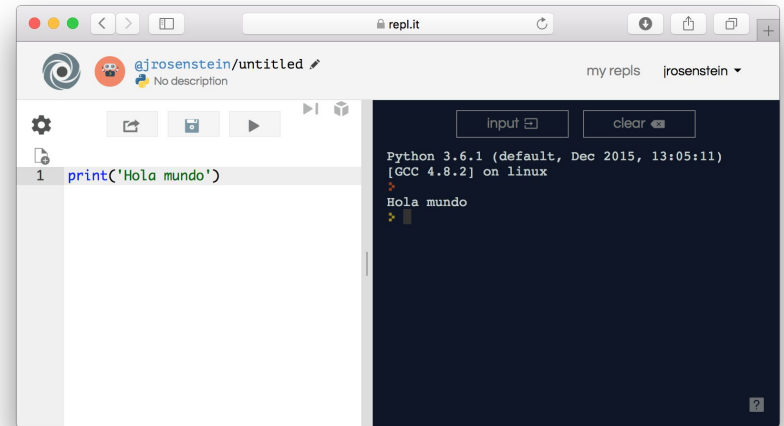 repl.it
@jrosenstein/untitled
No description
my repls
jrosenstein
input
clear
1 print('Hola mundo')
Python 3.6.1 (default, Dec 2015, 13:05:11)
[GCC 4.8.2] on linux
Hola mundo
?